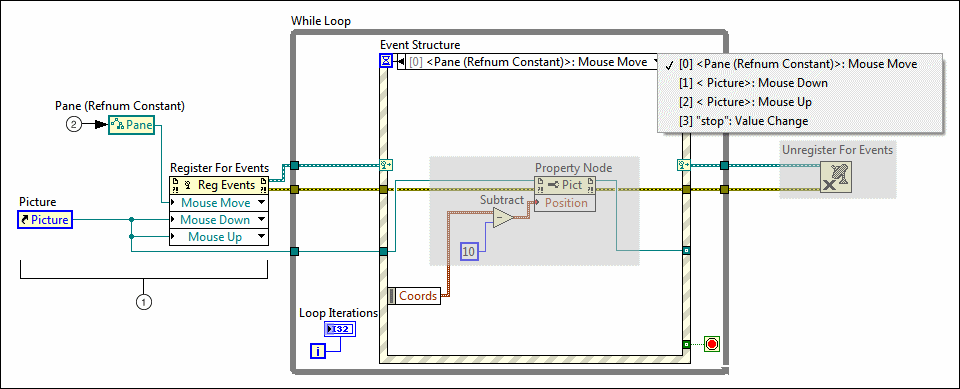 While Loop
Event Structure
[0] <Pane (Refnum Constant)>: Mouse Move
✓ [0] <Pane (Refnum Constant)>: Mouse Move
[1] < Picture>: Mouse Down
[2] < Picture>: Mouse Up
[3] "stop": Value Change
Pane (Refnum Constant)
2
Pane
Register For Events
Reg Events
Mouse Move
Mouse Down
Mouse Up
Picture
Picture
1
Property Node
Pict
Position
Subtract
10
Coords
Loop Iterations
I32
i
Unregister For Events